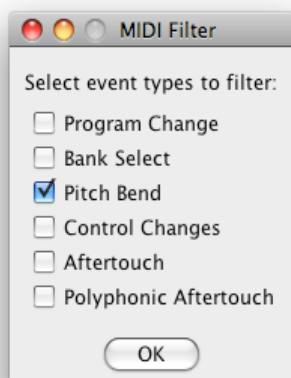 MIDI Filter
Select event types to filter:
Program Change
Bank Select
Pitch Bend
Control Changes
Aftertouch
Polyphonic Aftertouch
OK